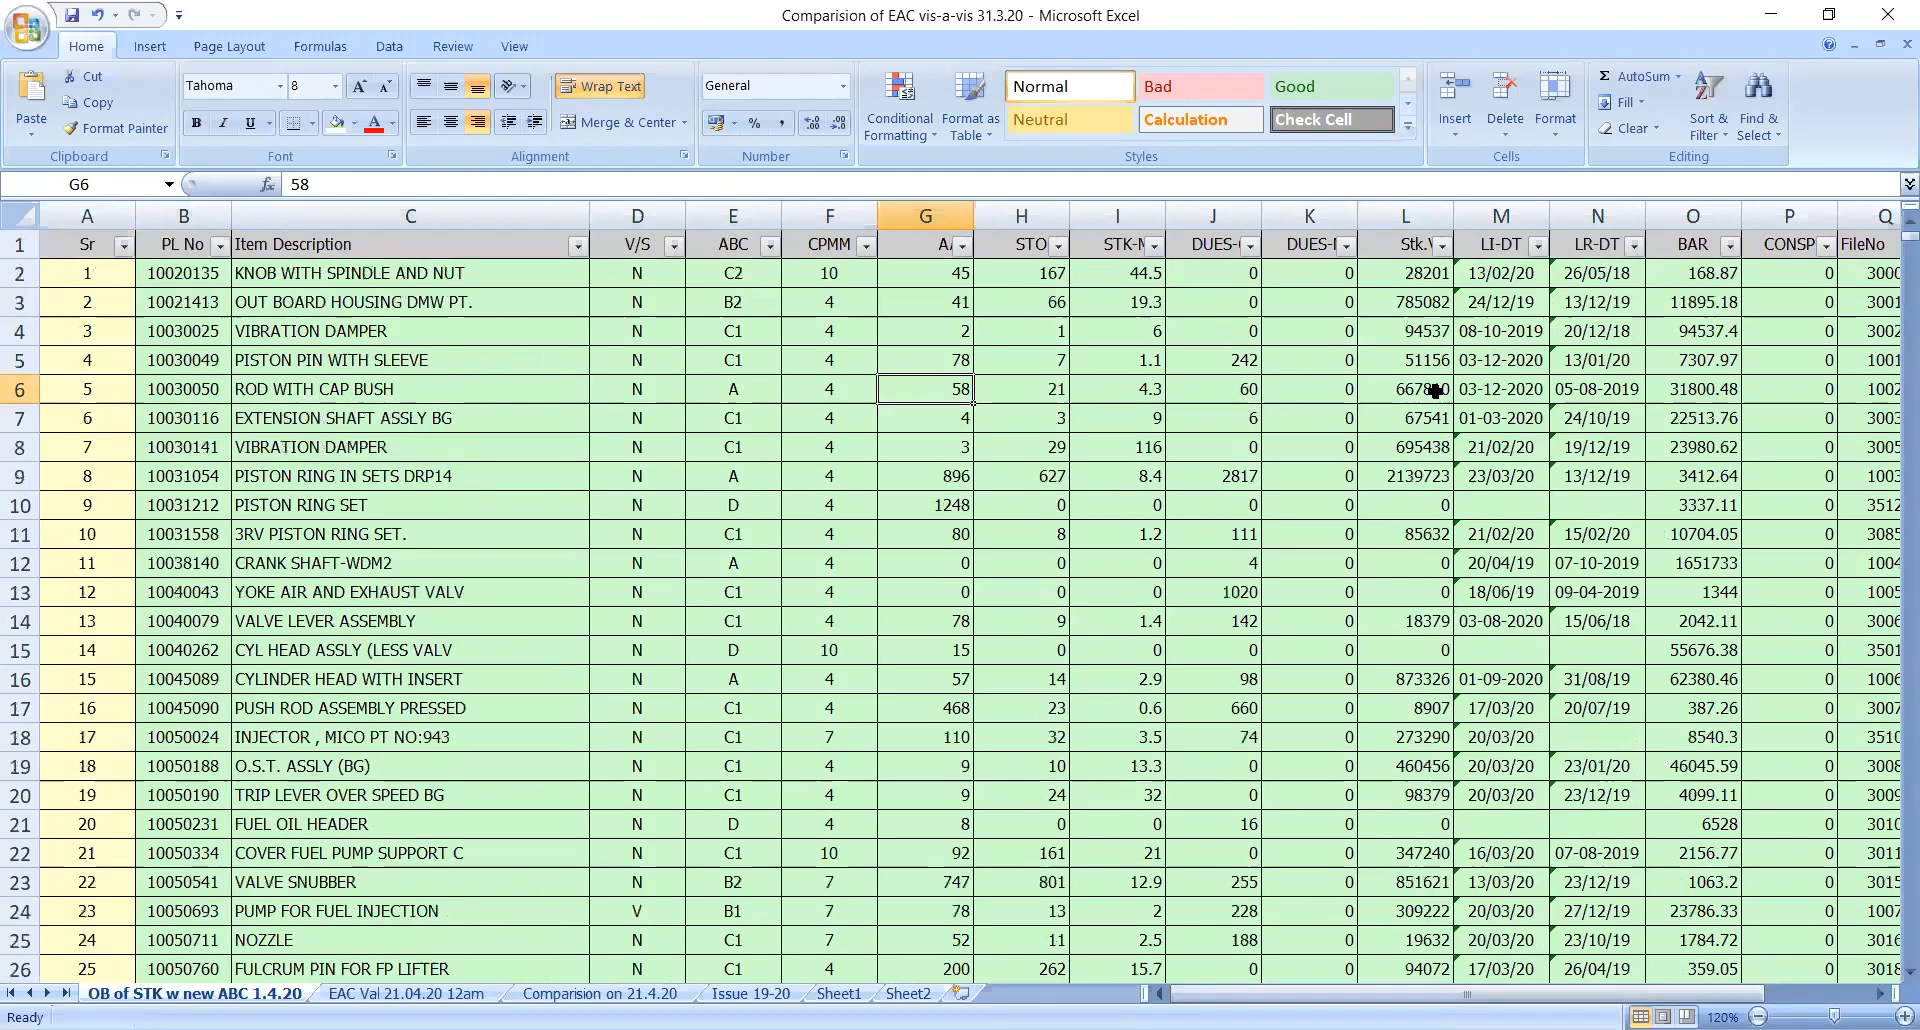 Comparision of EAC vis-a-vis 31.3.20 - Microsoft Excel
Home Insert Page Layout Formulas Data Review View
Paste Cut Copy Format Painter Clipboard
Tahoma 8 B I U A A A Font
Wrap Text Merge & Center Alignment
General % , Number
Conditional Formatting Format as Table Normal Bad Good Neutral Calculation Check Cell Styles
Insert Delete Format Cells
Σ AutoSum Fill Clear Sort & Filter Find & Select Editing
G6 fx 58
A B C D E F G H I J K L M N O P Q
1 Sr PL No Item Description V/S ABC CPMM STO DUES- Stk. LI-DT LR-DT BAR CONSP FileNo
2 1 10020135 KNOB WITH SPINDLE AND NUT N C2 10 45 167 44.5 0 0 28201 13/02/20 26/05/18 168.87 0 3000
3 2 10021413 OUT BOARD HOUSING DMW PT. N B2 4 41 66 19.3 0 0 785082 24/12/19 13/12/19 11895.18 0 3001
4 3 10030025 VIBRATION DAMPER N C1 4 2 1 6 0 0 94537 08-10-2019 20/12/18 94537.4 0 3002
5 4 10030049 PISTON PIN WITH SLEEVE N C1 4 78 7 1.1 242 0 51156 03-12-2020 13/01/20 7307.97 0 1001
6 5 10030050 ROD WITH CAP BUSH N A 4 58 21 4.3 60 0 03-12-2020 05-08-2019 31800.48 0 1002
7 6 10030116 EXTENSION SHAFT ASSLY BG N C1 4 4 3 9 6 0 67541 01-03-2020 24/10/19 22513.76 0 3003
8 7 10030141 VIBRATION DAMPER N C1 4 3 29 116 0 0 695438 21/02/20 19/12/19 23980.62 0 3005
9 8 10031054 PISTON RING IN SETS DRP14 N A 4 896 627 8.4 2817 0 2139723 23/03/20 13/12/19 3412.64 0 1003
10 9 10031212 PISTON RING SET N D 4 1248 0 0 0 0 0 3337.11 0 3512
11 10 10031558 3RV PISTON RING SET. N C1 4 80 8 1.2 111 0 85632 21/02/20 15/02/20 10704.05 0 3085
12 11 10038140 CRANK SHAFT-WDM2 N A 4 0 0 0 4 0 0 20/04/19 07-10-2019 1651733 0 1004
13 12 10040043 YOKE AIR AND EXHAUST VALV N C1 4 0 0 0 1020 0 0 18/06/19 09-04-2019 1344 0 1005
14 13 10040079 VALVE LEVER ASSEMBLY N C1 4 78 9 1.4 142 0 18379 03-08-2020 15/06/18 2042.11 0 3006
15 14 10040262 CYL HEAD ASSLY (LESS VALV N D 10 15 0 0 0 0 0 55676.38 0 3501
16 15 10045089 CYLINDER HEAD WITH INSERT N A 4 57 14 2.9 98 0 873326 01-09-2020 31/08/19 62380.46 0 1006
17 16 10045090 PUSH ROD ASSEMBLY PRESSED N C1 4 468 23 0.6 660 0 8907 17/03/20 20/07/19 387.26 0 3007
18 17 10050024 INJECTOR , MICO PT NO:943 N C1 7 110 32 3.5 74 0 273290 20/03/20 8540.3 0 3510
19 18 10050188 O.S.T. ASSLY (BG) N C1 4 9 10 13.3 0 0 460456 20/03/20 23/01/20 46045.59 0 3008
20 19 10050190 TRIP LEVER OVER SPEED BG N C1 4 9 24 32 0 0 98379 20/03/20 23/12/19 4099.11 0 3009
21 20 10050231 FUEL OIL HEADER N D 4 8 0 0 16 0 0 6528 0 3010
22 21 10050334 COVER FUEL PUMP SUPPORT C N C1 10 92 161 21 0 0 347240 16/03/20 07-08-2019 2156.77 0 3011
23 22 10050541 VALVE SNUBBER N B2 7 747 801 12.9 255 0 851621 13/03/20 23/12/19 1063.2 0 3015
24 23 10050693 PUMP FOR FUEL INJECTION V B1 7 78 13 2 228 0 309222 20/03/20 27/12/19 23786.33 0 1007
25 24 10050711 NOZZLE N C1 7 52 11 2.5 188 0 19632 20/03/20 23/10/19 1784.72 0 3016
26 25 10050760 FULCRUM PIN FOR FP LIFTER N C1 4 200 262 15.7 0 0 94072 17/03/20 26/04/19 359.05 0 3018
OB of STK w new ABC 1.4.20 EAC Val 21.04.20 12am Comparision on 21.4.20 Issue 19-20 Sheet1 Sheet2
Ready 120%